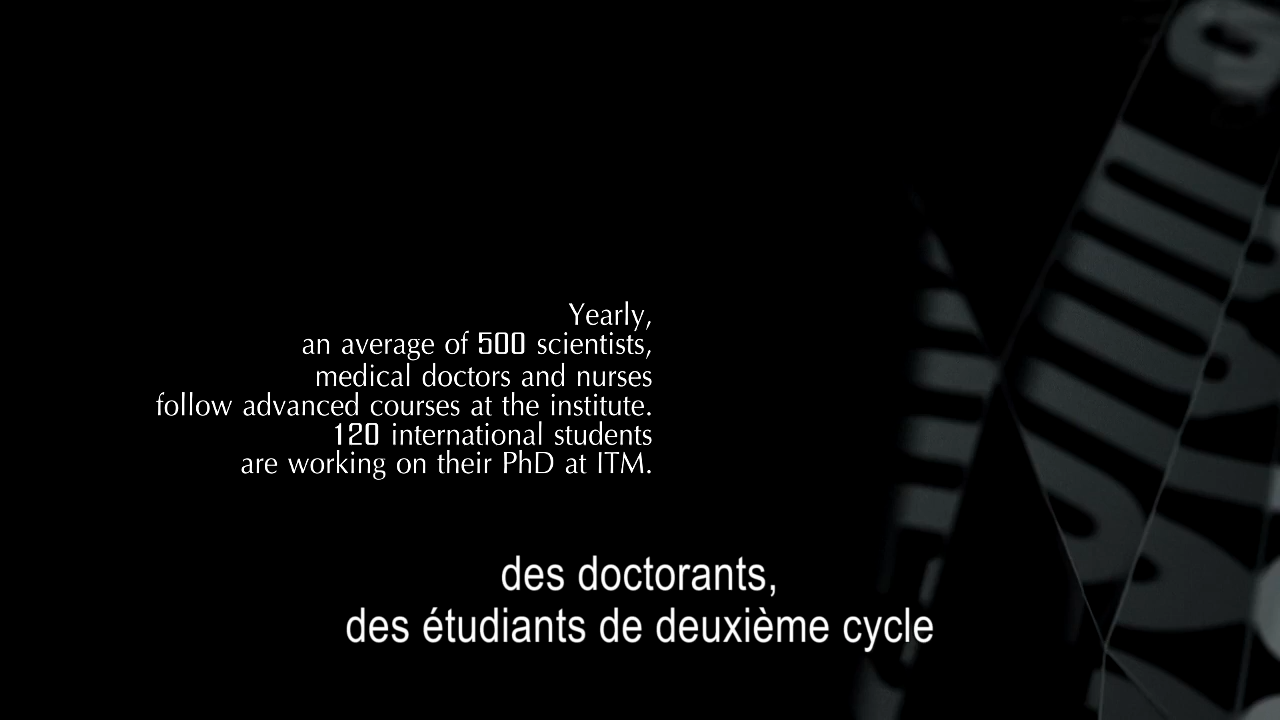 Yearly,
an average of 500 scientists,
medical doctors and nurses
follow advanced courses at the institute.
120 international students
are working on their PhD at ITM.
des doctorants,
des étudiants de deuxième cycle